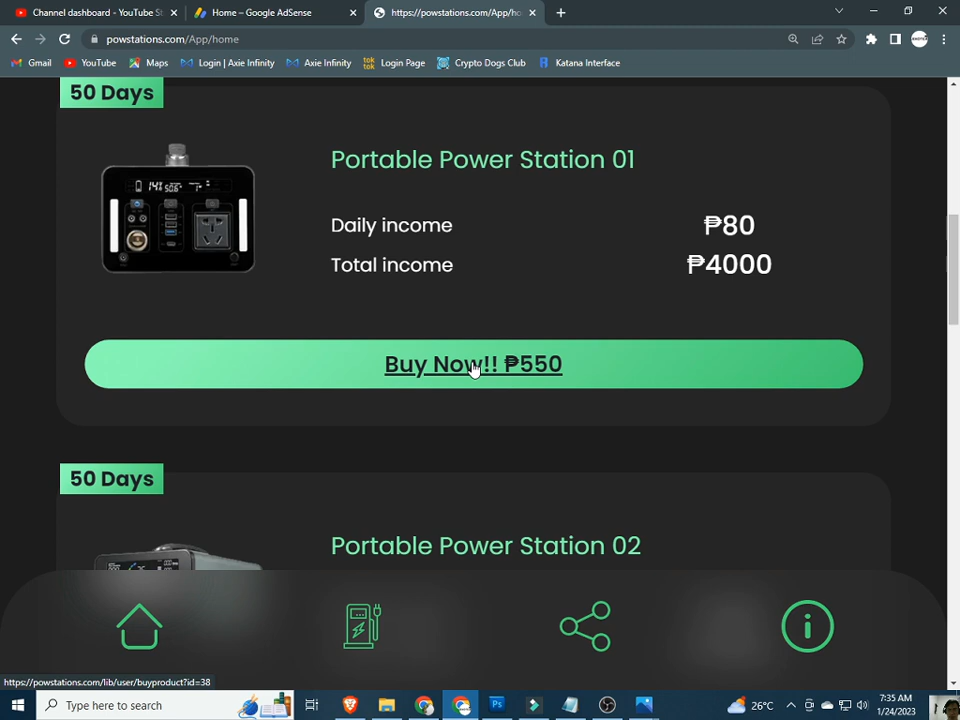 Channel dashboard - YouTube St
Home – Google AdSense
https://powstations.com/App/ho
powstations.com/App/home
Gmail
YouTube
Maps
Login | Axie Infinity
Axie Infinity
tok
tok
Login Page
Crypto Dogs Club
Katana Interface
50 Days
Portable Power Station 01
Daily income ₱80
Total income ₱4000
Buy Now!! ₱550
50 Days
Portable Power Station 02
https://powstations.com/lib/user/buyproduct?id=38
Type here to search
26°C
7:35 AM
1/24/2023